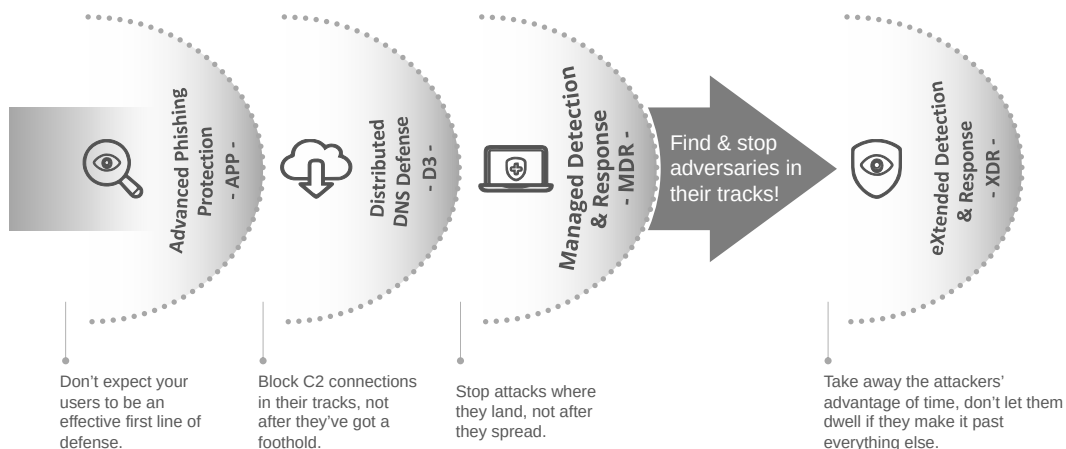 Advanced Phishing
Protection
- APP -
Distributed
DNS Defense
- D3 -
Managed Detection
& Response
- MDR -
Find & stop
adversaries in
their tracks!
eXtended Detection
& Response
- XDR -
Don’t expect your
users to be an
effective first line of
defense.
Block C2 connections
in their tracks, not
after they’ve got a
foothold.
Stop attacks where
they land, not after
they spread.
Take away the attackers’
advantage of time, don’t let them
dwell if they make it past
everything else.